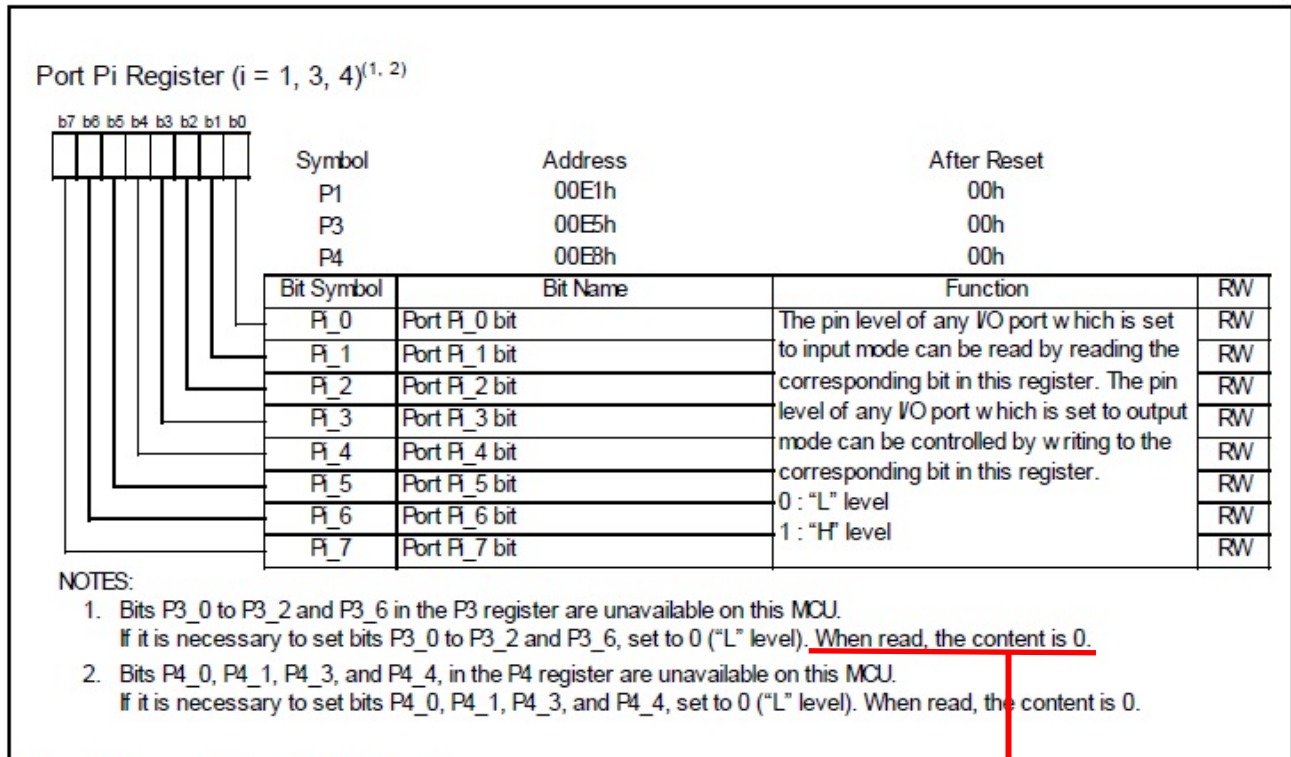 Port Pi Register (i = 1, 3, 4)(1, 2)
b7 b6 b5 b4 b3 b2 b1 b0
Symbol Address After Reset
P1 00E1h 00h
P3 00E5h 00h
P4 00E8h 00h
Bit Symbol Bit Name Function RW
Pi_0 Port Pi_0 bit The pin level of any I/O port which is set RW
Pi_1 Port Pi_1 bit to input mode can be read by reading the RW
Pi_2 Port Pi_2 bit corresponding bit in this register. The pin RW
Pi_3 Port Pi_3 bit level of any I/O port which is set to output RW
Pi_4 Port Pi_4 bit mode can be controlled by writing to the RW
Pi_5 Port Pi_5 bit corresponding bit in this register. RW
Pi_6 Port Pi_6 bit 0 : “L” level RW
Pi_7 Port Pi_7 bit 1 : “H” level RW
NOTES:
1. Bits P3_0 to P3_2 and P3_6 in the P3 register are unavailable on this MCU.
If it is necessary to set bits P3_0 to P3_2 and P3_6, set to 0 (“L” level). When read, the content is 0.
2. Bits P4_0, P4_1, P4_3, and P4_4, in the P4 register are unavailable on this MCU.
If it is necessary to set bits P4_0, P4_1, P4_3, and P4_4, set to 0 (“L” level). When read, the content is 0.